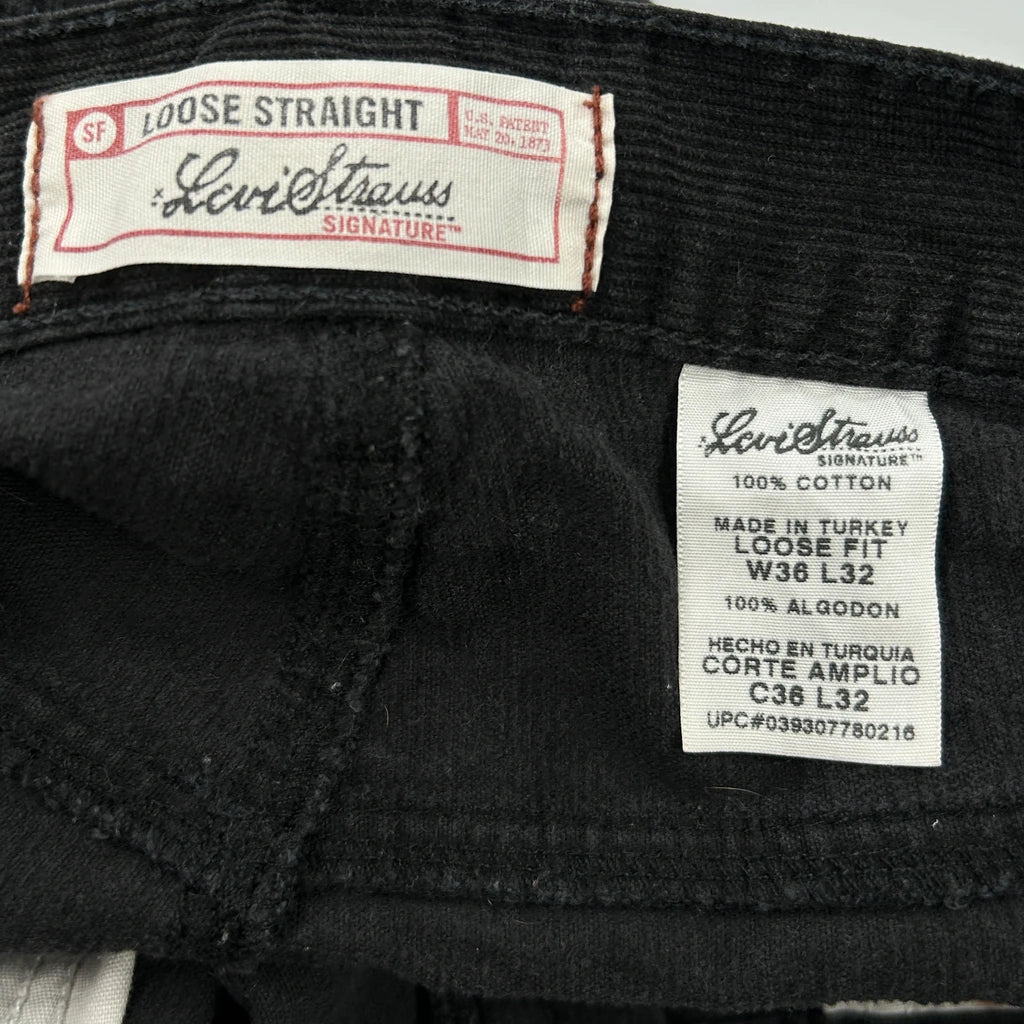 SF
LOOSE STRAIGHT
U.S. PATENT
MAY 20, 1873
Levi Strauss
SIGNATURE™
Levi Strauss
SIGNATURE™
100% COTTON
MADE IN TURKEY
LOOSE FIT
W36 L32
100% ALGODON
HECHO EN TURQUIA
CORTE AMPLIO
C36 L32
UPC#039307780216